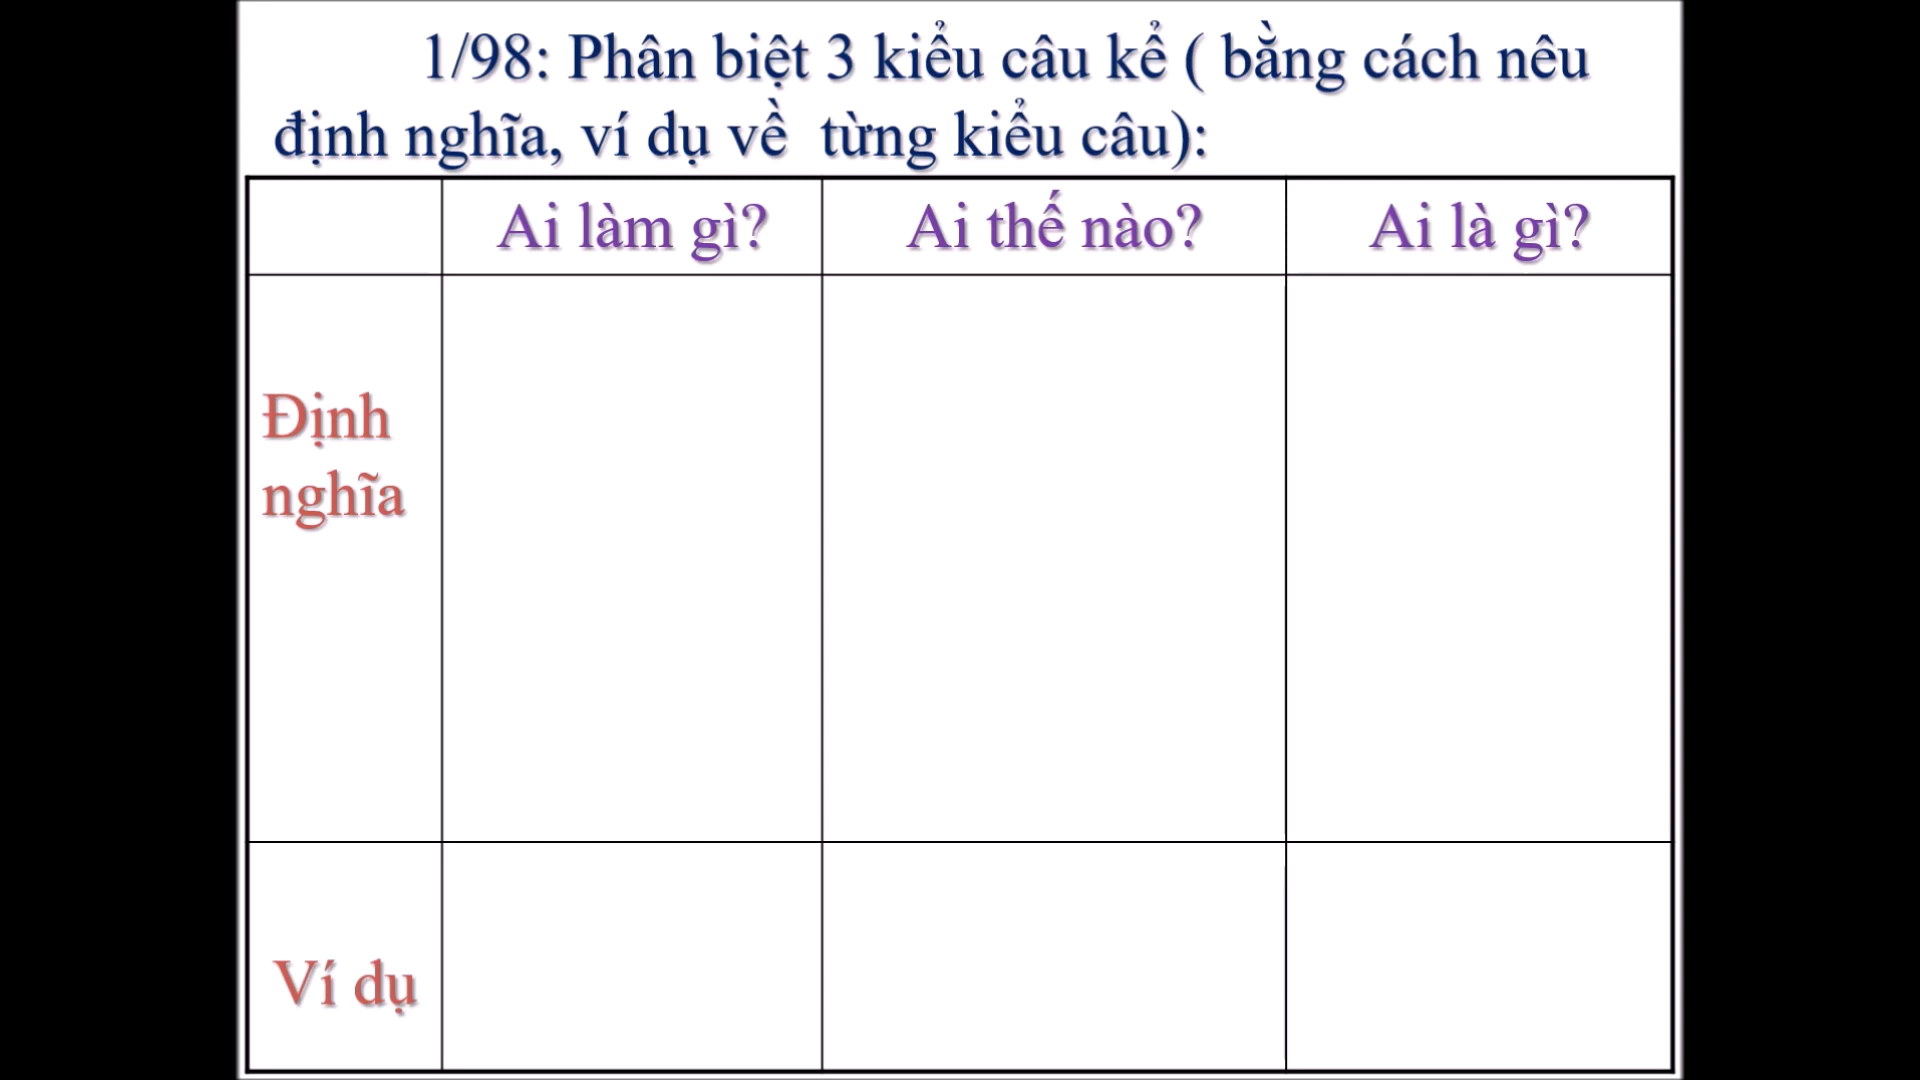 1/98: Phân biệt 3 kiểu câu kể ( bằng cách nêu
định nghĩa, ví dụ về từng kiểu câu):
Ai làm gì?
Ai thế nào?
Ai là gì?
Định
nghĩa
Ví dụ